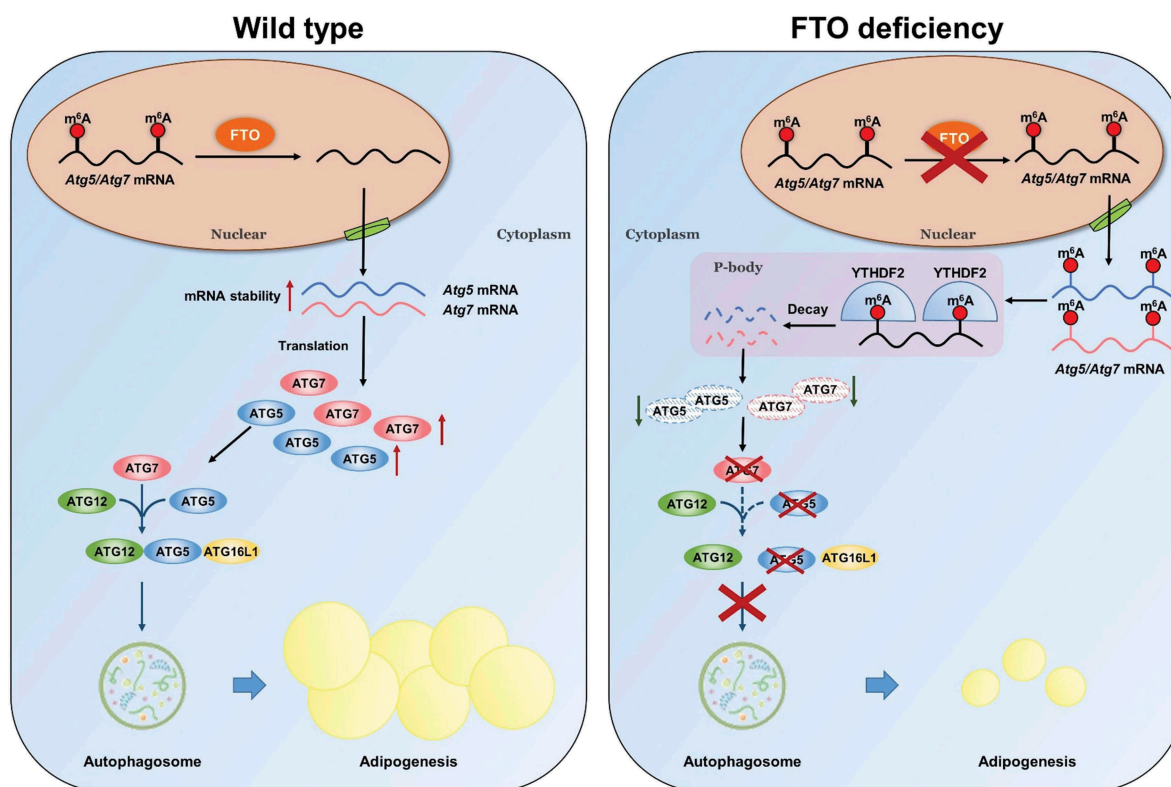 Wild type
m⁶A
m⁶A
FTO
Atg5/Atg7 mRNA
Nuclear
Cytoplasm
mRNA stability
Atg5 mRNA
Atg7 mRNA
Translation
ATG7
ATG5
ATG7
ATG7
ATG5
ATG5
ATG7
ATG12
ATG5
ATG12
ATG5
ATG16L1
Autophagosome
Adipogenesis
FTO deficiency
m⁶A
m⁶A
FTO
m⁶A
m⁶A
Atg5/Atg7 mRNA
Atg5/Atg7 mRNA
Cytoplasm
Nuclear
P-body
YTHDF2
YTHDF2
m⁶A
m⁶A
Decay
m⁶A
m⁶A
m⁶A
m⁶A
Atg5/Atg7 mRNA
ATG5
ATG5
ATG7
ATG7
ATG7
ATG12
ATG5
ATG12
ATG5
ATG16L1
Autophagosome
Adipogenesis